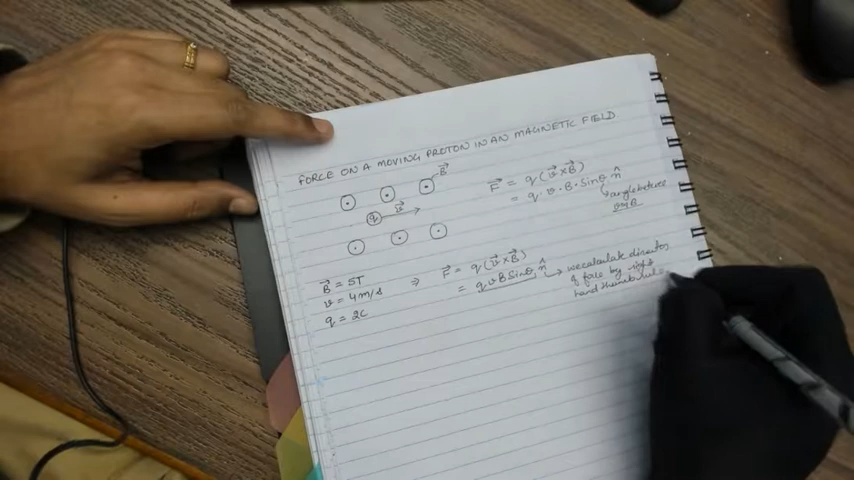 FORCE ON A MOVING PROTON IN AN MAGNETIC FIELD
B⃗
q v⃗
F⃗ = q(v⃗×B⃗)
= q·v·B·Sinθ n̂
angle between
v & B
B⃗ = 5T
v = 4m/s
q = 2C
⇒ F⃗ = q(v⃗×B⃗)
= qvBSinθ n̂ → we calculate direction
of force by right
hand thumb rule